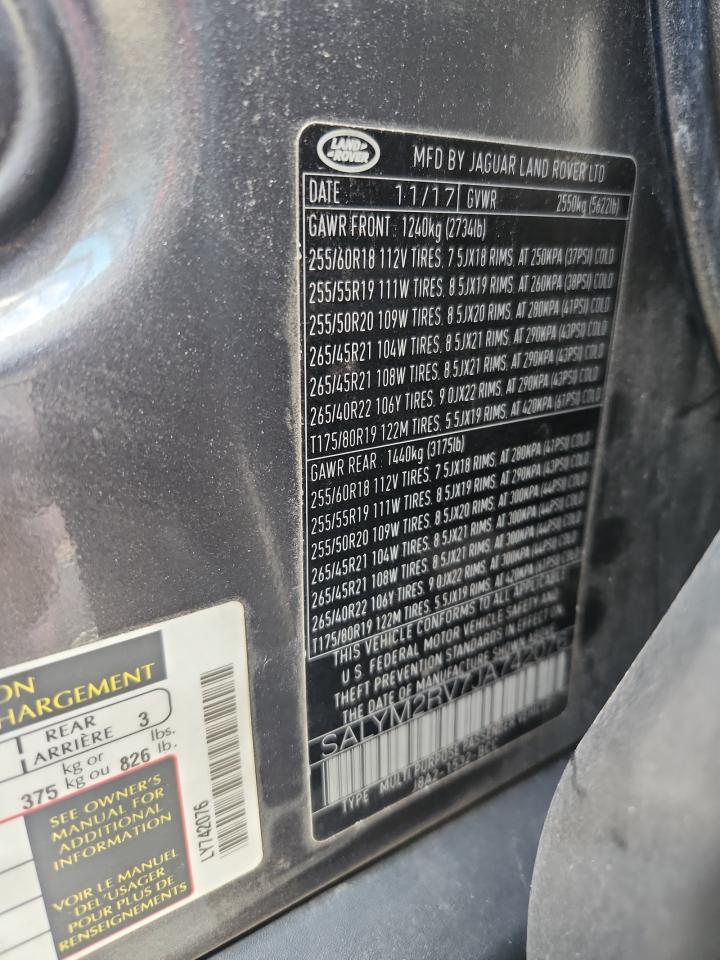 LAND ROVER
MFD BY JAGUAR LAND ROVER LTD
DATE 11/17 GVWR 2550kg (5622lb)
GAWR FRONT 1240kg (2734lb)
255/60R18 112V TIRES, 7.5JX18 RIMS, AT 250KPA (37PSI) COLD
255/55R19 111W TIRES, 8.5JX19 RIMS, AT 260KPA (38PSI) COLD
255/50R20 109W TIRES, 8.5JX20 RIMS, AT 280KPA (41PSI) COLD
265/45R21 104W TIRES, 8.5JX21 RIMS, AT 290KPA (43PSI) COLD
265/45R21 108W TIRES, 8.5JX21 RIMS, AT 290KPA (43PSI) COLD
265/40R22 106Y TIRES, 9.0JX22 RIMS, AT 290KPA (43PSI) COLD
T175/80R19 122M TIRES, 5.5JX19 RIMS, AT 420KPA (61PSI) COLD
GAWR REAR 1440kg (3175lb)
255/60R18 112V TIRES, 7.5JX18 RIMS, AT 280KPA (41PSI) COLD
255/55R19 111W TIRES, 8.5JX19 RIMS, AT 290KPA (43PSI) COLD
255/50R20 109W TIRES, 8.5JX20 RIMS, AT 300KPA (44PSI) COLD
265/45R21 104W TIRES, 8.5JX21 RIMS, AT 300KPA (44PSI) COLD
265/45R21 108W TIRES, 8.5JX21 RIMS, AT 300KPA (44PSI) COLD
265/40R22 106Y TIRES, 9.0JX22 RIMS, AT 300KPA (44PSI) COLD
T175/80R19 122M TIRES, 5.5JX19 RIMS, AT 420KPA (61PSI) COLD
THIS VEHICLE CONFORMS TO ALL APPLICABLE
U S FEDERAL MOTOR VEHICLE SAFETY AND
THEFT PREVENTION STANDARDS IN EFFECT ON
THE DATE OF MANUFACTURE SHOWN ABOVE
SALYM2RV7JA742076
TYPE MULTI PURPOSE PASSENGER VEHICLE
ON
HARGEMENT
REAR
ARRIÈRE 3
375 kg or lbs.
kg ou 826 lb.
SEE OWNER'S
MANUAL FOR
ADDITIONAL
INFORMATION
VOIR LE MANUEL
DEL'USAGER
POUR PLUS DE
RENSEIGNEMENTS
LY742076